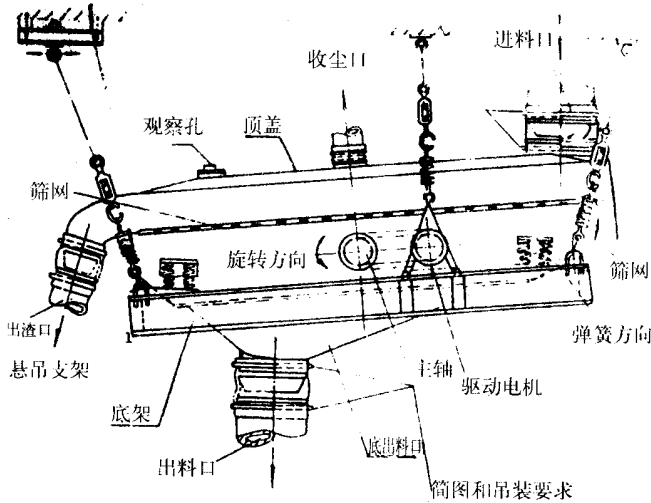 进料口
收尘口
观察孔
顶盖
筛网
旋转方向
筛网
出渣口
弹簧方向
悬吊支架
主轴
驱动电机
底架
底出料口
出料口
简图和吊装要求